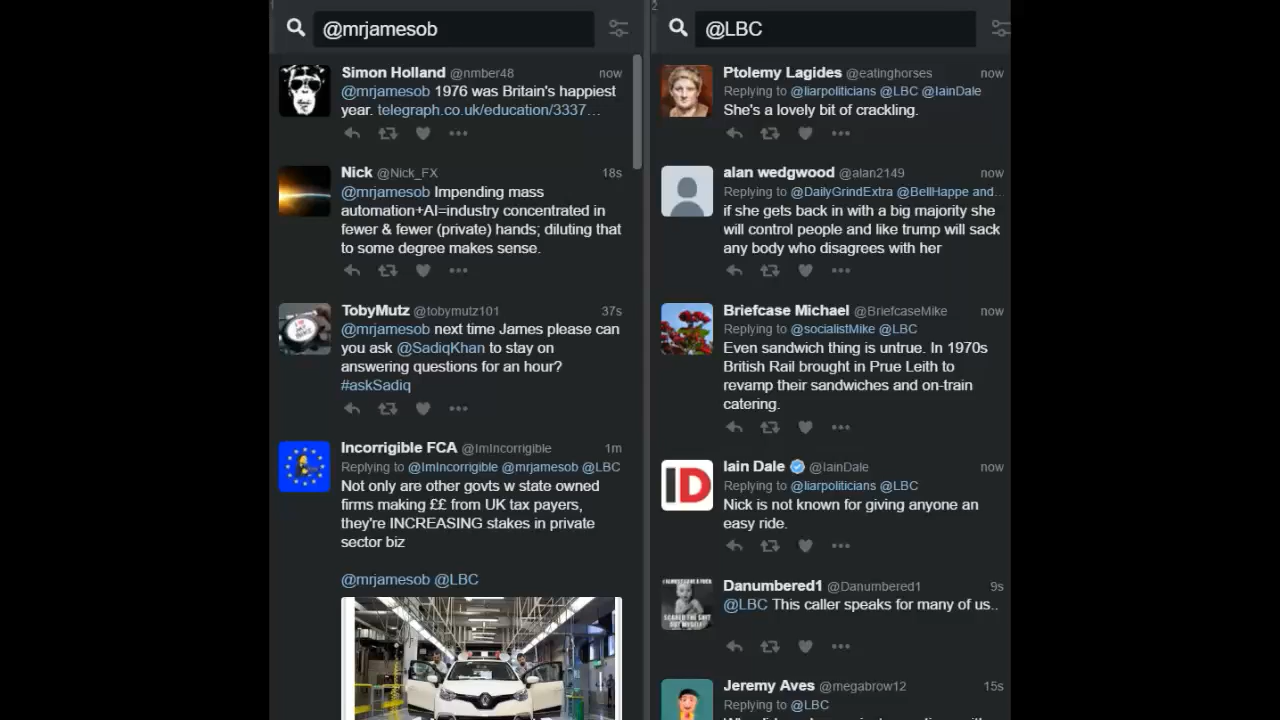 1
@mrjamesob
Simon Holland @nmber48 now
@mrjamesob 1976 was Britain's happiest
year. telegraph.co.uk/education/3337…
Nick @Nick_FX 18s
@mrjamesob Impending mass
automation+AI=industry concentrated in
fewer & fewer (private) hands; diluting that
to some degree makes sense.
TobyMutz @tobymutz101 37s
@mrjamesob next time James please can
you ask @SadiqKhan to stay on
answering questions for an hour?
#askSadiq
Incorrigible FCA @ImIncorrigible 1m
Replying to @ImIncorrigible @mrjamesob @LBC
Not only are other govts w state owned
firms making ££ from UK tax payers,
they're INCREASING stakes in private
sector biz
@mrjamesob @LBC
2
@LBC
Ptolemy Lagides @eatinghorses now
Replying to @liarpoliticians @LBC @IainDale
She's a lovely bit of crackling.
alan wedgwood @alan2149 now
Replying to @DailyGrindExtra @BellHappe and…
if she gets back in with a big majority she
will control people and like trump will sack
any body who disagrees with her
Briefcase Michael @BriefcaseMike now
Replying to @socialistMike @LBC
Even sandwich thing is untrue. In 1970s
British Rail brought in Prue Leith to
revamp their sandwiches and on-train
catering.
ID
Iain Dale @IainDale now
Replying to @liarpoliticians @LBC
Nick is not known for giving anyone an
easy ride.
Danumbered1 @Danumbered1 9s
@LBC This caller speaks for many of us..
Jeremy Aves @megabrow12 15s
Replying to @LBC